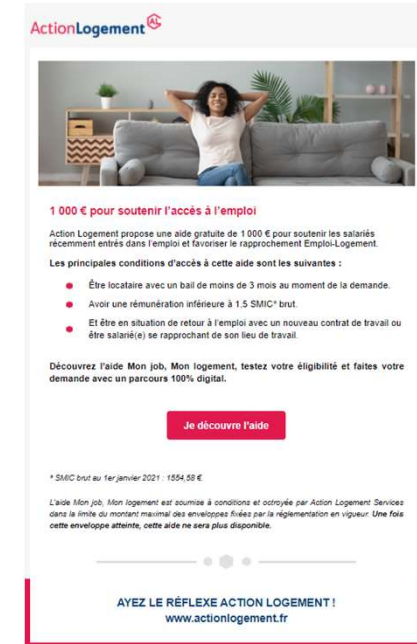 ActionLogement AL
1 000 € pour soutenir l'accès à l'emploi
Action Logement propose une aide gratuite de 1 000 € pour soutenir les salariés
récemment entrés dans l'emploi et favoriser le rapprochement Emploi-Logement.
Les principales conditions d'accès à cette aide sont les suivantes :
Être locataire avec un bail de moins de 3 mois au moment de la demande.
Avoir une rémunération inférieure à 1,5 SMIC* brut.
Et être en situation de retour à l'emploi avec un nouveau contrat de travail ou
être salarié(e) se rapprochant de son lieu de travail.
Découvrez l'aide Mon job, Mon logement, testez votre éligibilité et faites votre
demande avec un parcours 100% digital.
Je découvre l'aide
* SMIC brut au 1er janvier 2021 : 1554,58 €.
L'aide Mon job, Mon logement est soumise à conditions et octroyée par Action Logement Services
dans la limite du montant maximal des enveloppes fixées par la réglementation en vigueur. Une fois
cette enveloppe atteinte, cette aide ne sera plus disponible.
AYEZ LE RÉFLEXE ACTION LOGEMENT !
www.actionlogement.fr